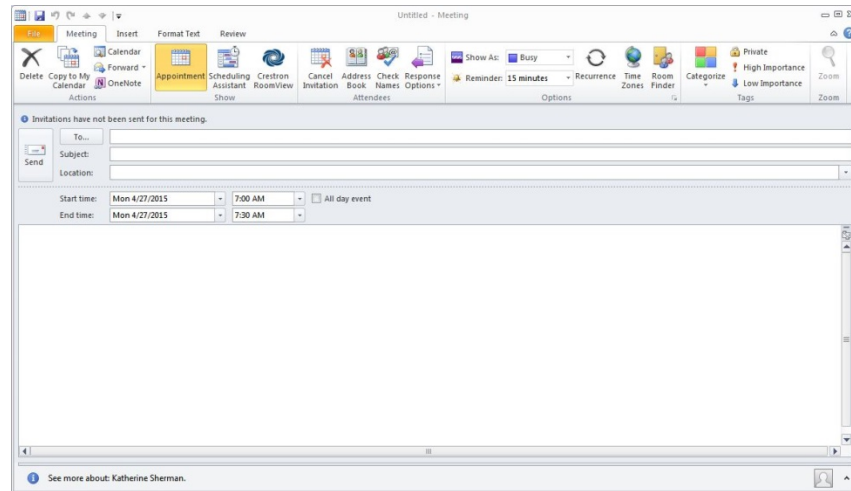 Untitled - Meeting
File Meeting Insert Format Text Review
Delete
Copy to My Calendar
Calendar
Forward
OneNote
Actions
Appointment
Scheduling Assistant
Crestron RoomView
Show
Cancel Invitation
Address Book
Check Names
Response Options
Attendees
Show As: Busy
Reminder: 15 minutes
Recurrence
Time Zones
Room Finder
Options
Categorize
Private
High Importance
Low Importance
Tags
Zoom
Zoom
Invitations have not been sent for this meeting.
Send
To...
Subject:
Location:
Start time: Mon 4/27/2015 7:00 AM All day event
End time: Mon 4/27/2015 7:30 AM
See more about: Katherine Sherman.